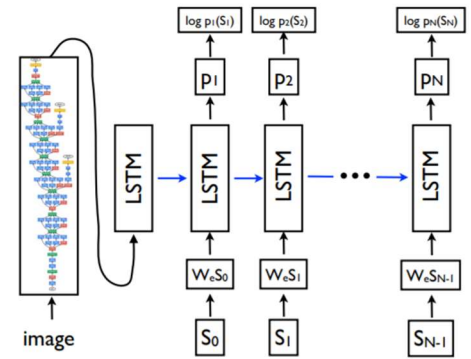 log p₁(S₁) log p₂(S₂) log pN(SN)
p₁ p₂ pN
LSTM LSTM LSTM LSTM
WeS₀ WeS₁ WeSN-1
image S₀ S₁ SN-1